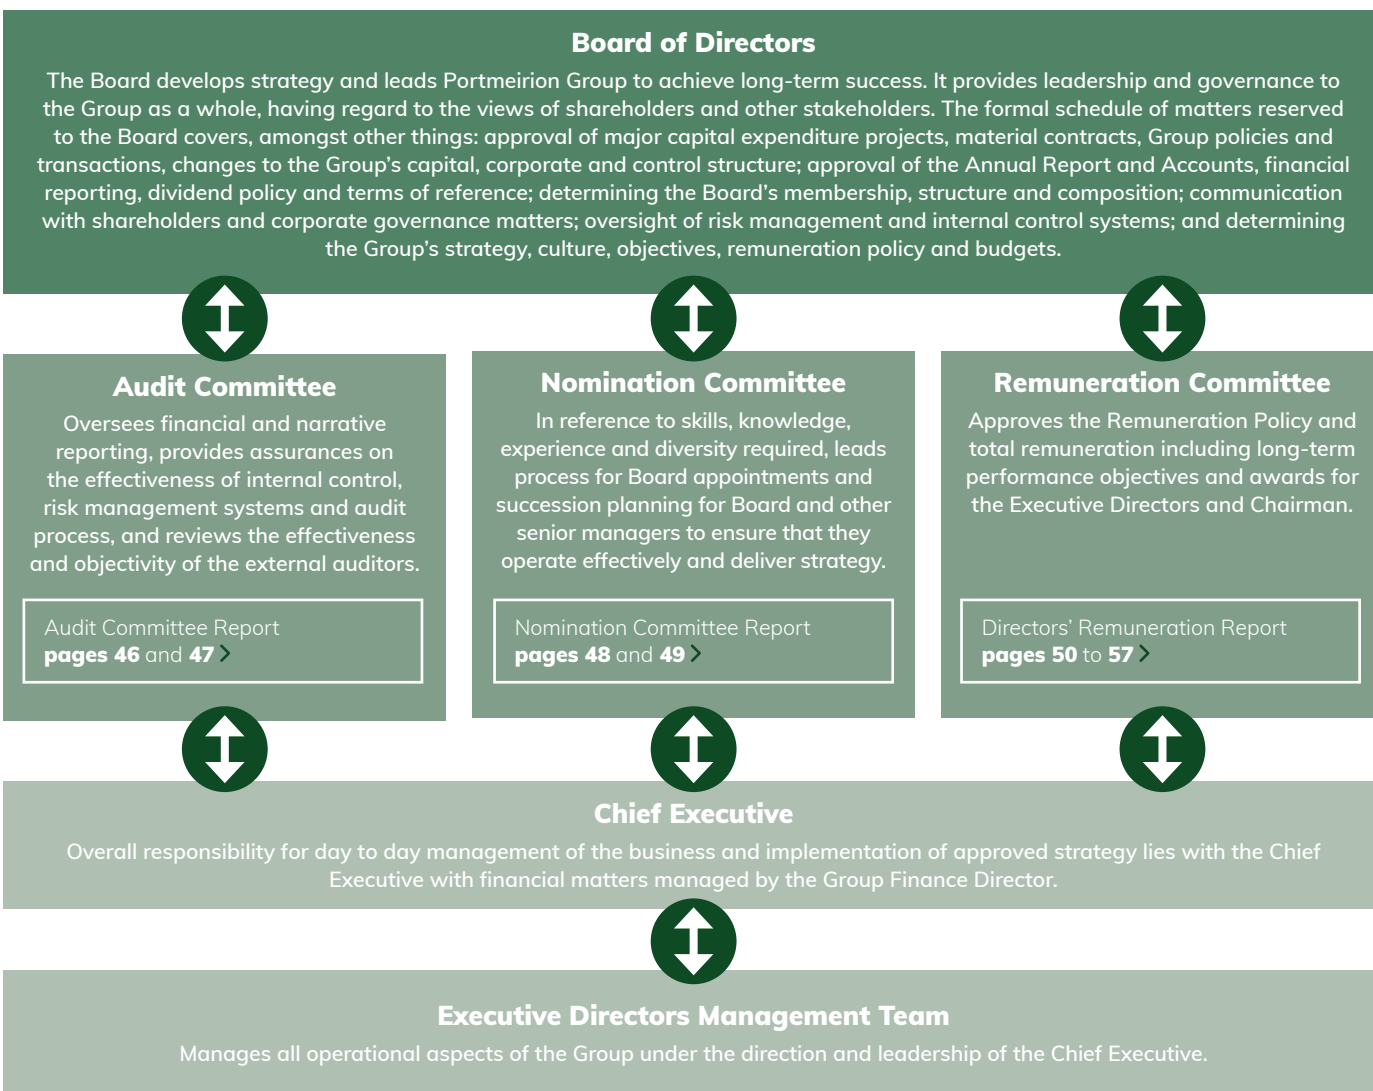 Board of Directors
The Board develops strategy and leads Portmeirion Group to achieve long-term success. It provides leadership and governance to
the Group as a whole, having regard to the views of shareholders and other stakeholders. The formal schedule of matters reserved
to the Board covers, amongst other things: approval of major capital expenditure projects, material contracts, Group policies and
transactions, changes to the Group’s capital, corporate and control structure; approval of the Annual Report and Accounts, financial
reporting, dividend policy and terms of reference; determining the Board’s membership, structure and composition; communication
with shareholders and corporate governance matters; oversight of risk management and internal control systems; and determining
the Group’s strategy, culture, objectives, remuneration policy and budgets.
Audit Committee
Oversees financial and narrative
reporting, provides assurances on
the effectiveness of internal control,
risk management systems and audit
process, and reviews the effectiveness
and objectivity of the external auditors.
Audit Committee Report
pages 46 and 47
Nomination Committee
In reference to skills, knowledge,
experience and diversity required, leads
process for Board appointments and
succession planning for Board and other
senior managers to ensure that they
operate effectively and deliver strategy.
Nomination Committee Report
pages 48 and 49
Remuneration Committee
Approves the Remuneration Policy and
total remuneration including long-term
performance objectives and awards for
the Executive Directors and Chairman.
Directors’ Remuneration Report
pages 50 to 57
Chief Executive
Overall responsibility for day to day management of the business and implementation of approved strategy lies with the Chief
Executive with financial matters managed by the Group Finance Director.
Executive Directors Management Team
Manages all operational aspects of the Group under the direction and leadership of the Chief Executive.